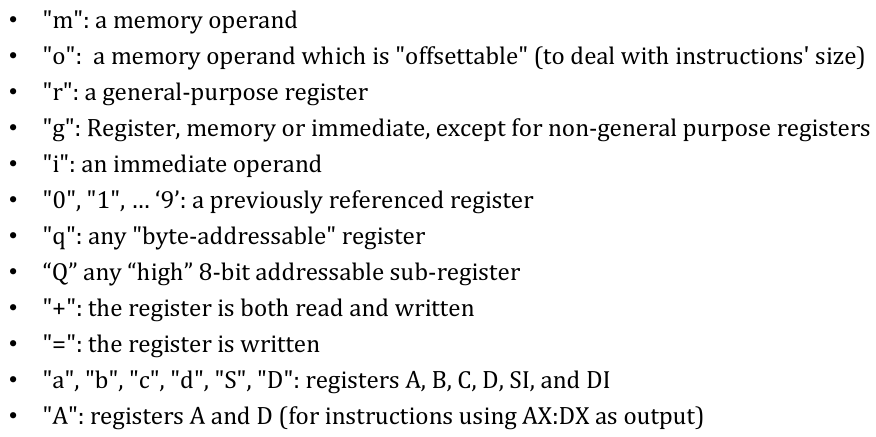 • "m": a memory operand
• "o":  a memory operand which is "offsettable" (to deal with instructions' size)
• "r": a general-purpose register
• "g": Register, memory or immediate, except for non-general purpose registers
• "i": an immediate operand
• "0", "1", … ‘9’: a previously referenced register
• "q": any "byte-addressable" register
• “Q” any “high” 8-bit addressable sub-register
• "+": the register is both read and written
• "=": the register is written
• "a", "b", "c", "d", "S", "D": registers A, B, C, D, SI, and DI
• "A": registers A and D (for instructions using AX:DX as output)